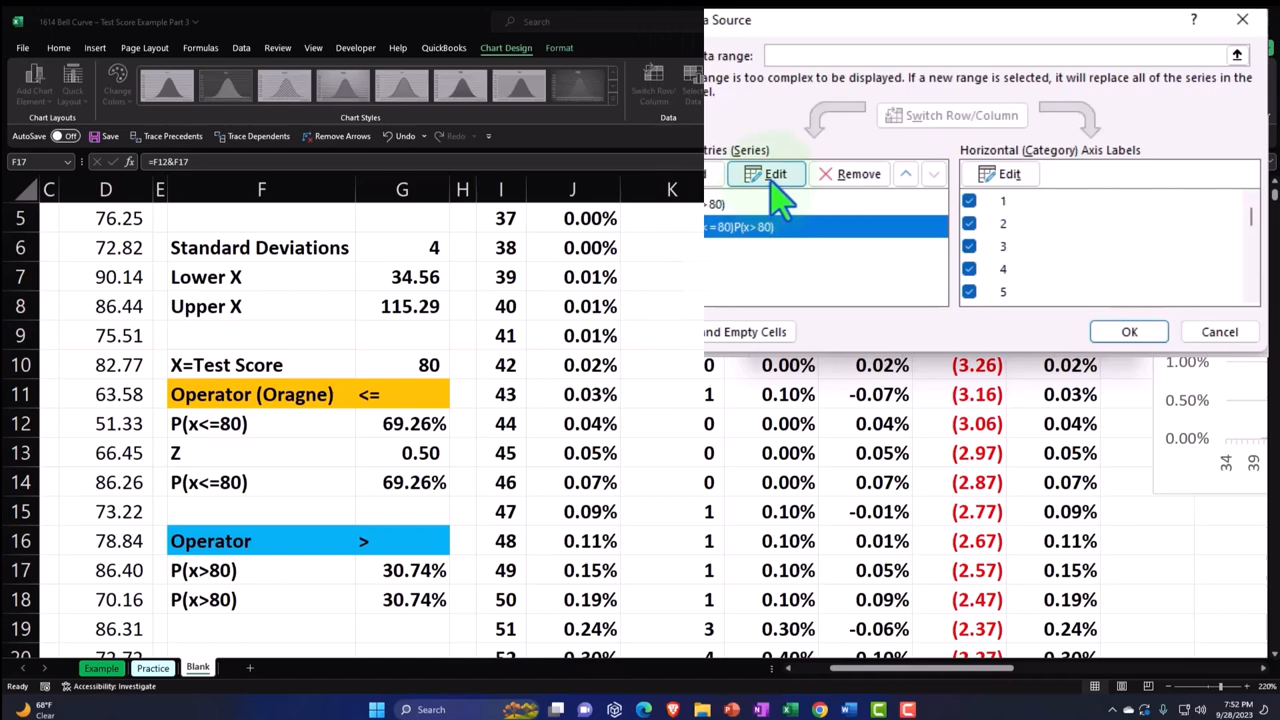 1614 Bell Curve – Test Score Example Part 3
Search
File Home Insert Page Layout Formulas Data Review View Developer Help QuickBooks Chart Design Format
Add Chart Element
Quick Layout
Change Colors
Switch Row/Column
Select Data
Chart Layouts
Chart Styles
Data
AutoSave Off Save Trace Precedents Trace Dependents Remove Arrows Undo Redo
F17 fx =F12&F17
a Source ? ×
ta range:
ange is too complex to be displayed. If a new range is selected, it will replace all of the series in the
el.
Switch Row/Column
tries (Series)
Horizontal (Category) Axis Labels
d Edit Remove
Edit
>80)
<=80)P(x>80)
1
2
3
4
5
and Empty Cells
OK Cancel
C D E F G H I J K
5 76.25 37 0.00%
6 72.82 Standard Deviations 4 38 0.00%
7 90.14 Lower X 34.56 39 0.01%
8 86.44 Upper X 115.29 40 0.01%
9 75.51 41 0.01%
10 82.77 X=Test Score 80 42 0.02% 0 0.00% 0.02% (3.26) 0.02% 1.00%
11 63.58 Operator (Oragne) <= 43 0.03% 1 0.10% -0.07% (3.16) 0.03% 0.50%
12 51.33 P(x<=80) 69.26% 44 0.04% 0 0.00% 0.04% (3.06) 0.04% 0.00%
13 66.45 Z 0.50 45 0.05% 0 0.00% 0.05% (2.97) 0.05% 34 39
14 86.26 P(x<=80) 69.26% 46 0.07% 0 0.00% 0.07% (2.87) 0.07%
15 73.22 47 0.09% 1 0.10% -0.01% (2.77) 0.09%
16 78.84 Operator > 48 0.11% 1 0.10% 0.01% (2.67) 0.11%
17 86.40 P(x>80) 30.74% 49 0.15% 1 0.10% 0.05% (2.57) 0.15%
18 70.16 P(x>80) 30.74% 50 0.19% 1 0.10% 0.09% (2.47) 0.19%
19 86.31 51 0.24% 3 0.30% -0.06% (2.37) 0.24%
Example Practice Blank +
Ready Accessibility: Investigate 220%
68°F
Clear
Search
7:52 PM
9/28/2023